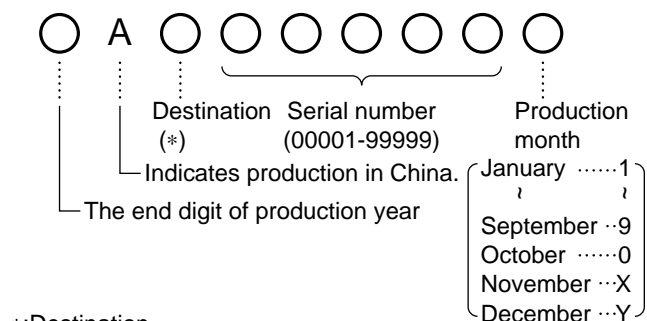 A
Destination Serial number Production
(*) (00001-99999) month
Indicates production in China. January ······1
~ ~
The end digit of production year
September ··9
October ······0
November ···X
December ···Y
Destination